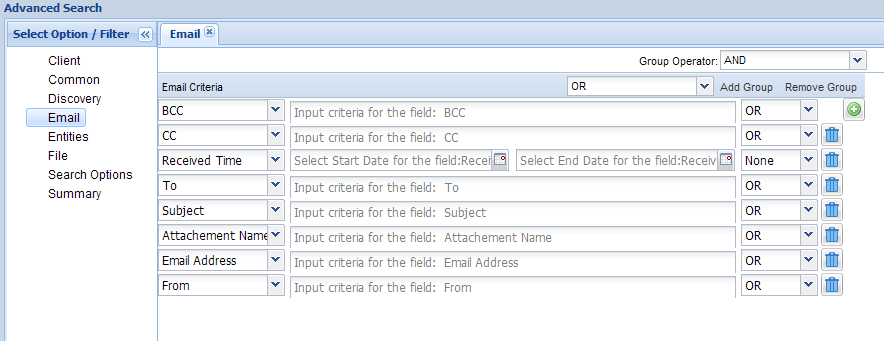 Advanced Search
Select Option / Filter
Email
Client
Common
Discovery
Email
Entities
File
Search Options
Summary
Group Operator: AND
Email Criteria OR Add Group Remove Group
BCC Input criteria for the field: BCC OR
CC Input criteria for the field: CC OR
Received Time Select Start Date for the field:Recei Select End Date for the field:Receiv None
To Input criteria for the field: To OR
Subject Input criteria for the field: Subject OR
Attachement Name Input criteria for the field: Attachement Name OR
Email Address Input criteria for the field: Email Address OR
From Input criteria for the field: From OR